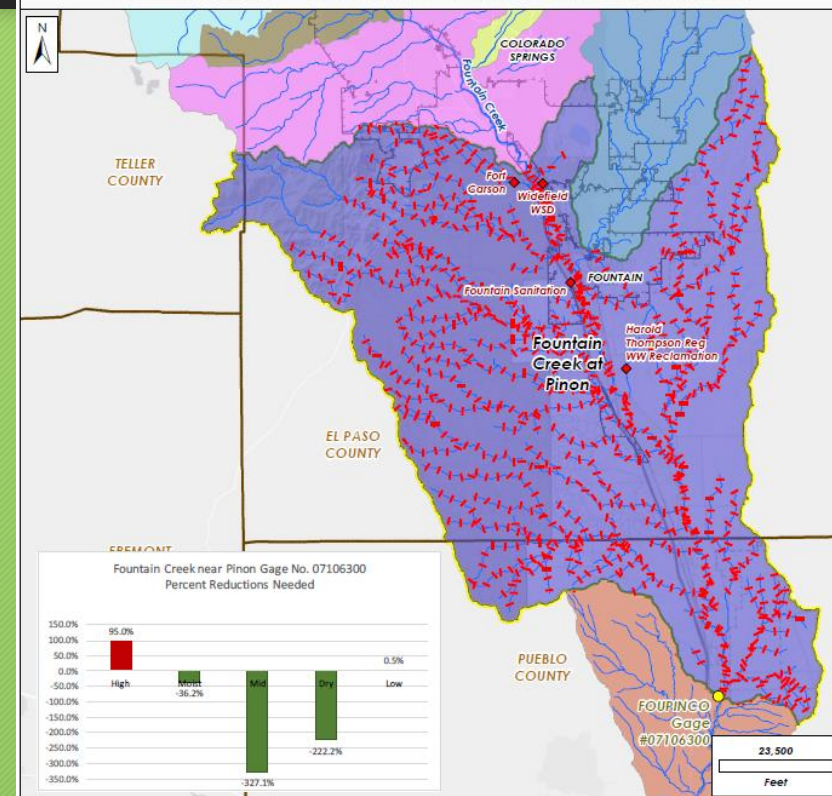 N
COLORADO
SPRINGS
Fountain Creek
TELLER
COUNTY
Fort
Carson
Widefield
WSD
Fountain Sanitation
FOUNTAIN
Harold
Thompson Reg
WW Reclamation
Fountain
Creek at
Pinon
EL PASO
COUNTY
FREMONT
Fountain Creek near Pinon Gage No. 07106300
Percent Reductions Needed
150.0%
100.0%
50.0%
0.0%
-50.0%
-100.0%
-150.0%
-200.0%
-250.0%
-300.0%
-350.0%
95.0%
0.5%
High
Moist
Mid
Dry
Low
-36.2%
-222.2%
-327.1%
PUEBLO
COUNTY
FOUPINCO
Gage
#07106300
23,500
Feet